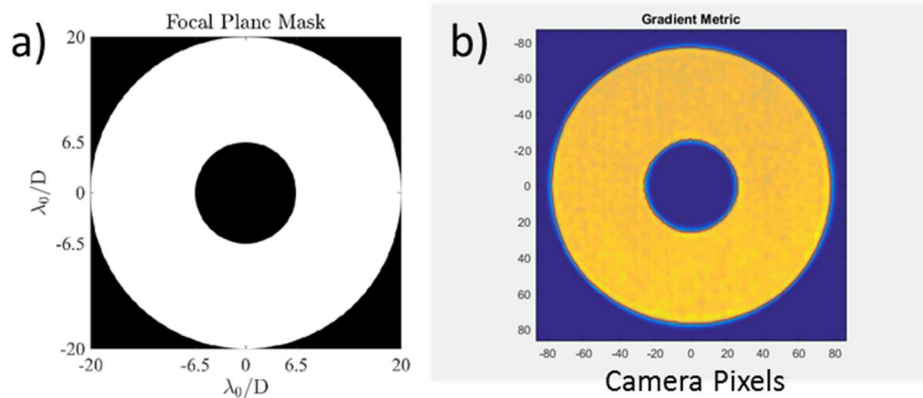 a)
Focal Plane Mask
20
6.5
0
-6.5
-20
λ₀/D
-20 -6.5 0 6.5 20
λ₀/D
b)
Gradient Metric
-80
-60
-40
-20
0
20
40
60
80
-80 -60 -40 -20 0 20 40 60 80
Camera Pixels